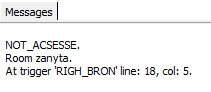 Messages
NOT_ACSESSE.
Room zanyta.
At trigger 'RIGH_BRON' line: 18, col: 5.